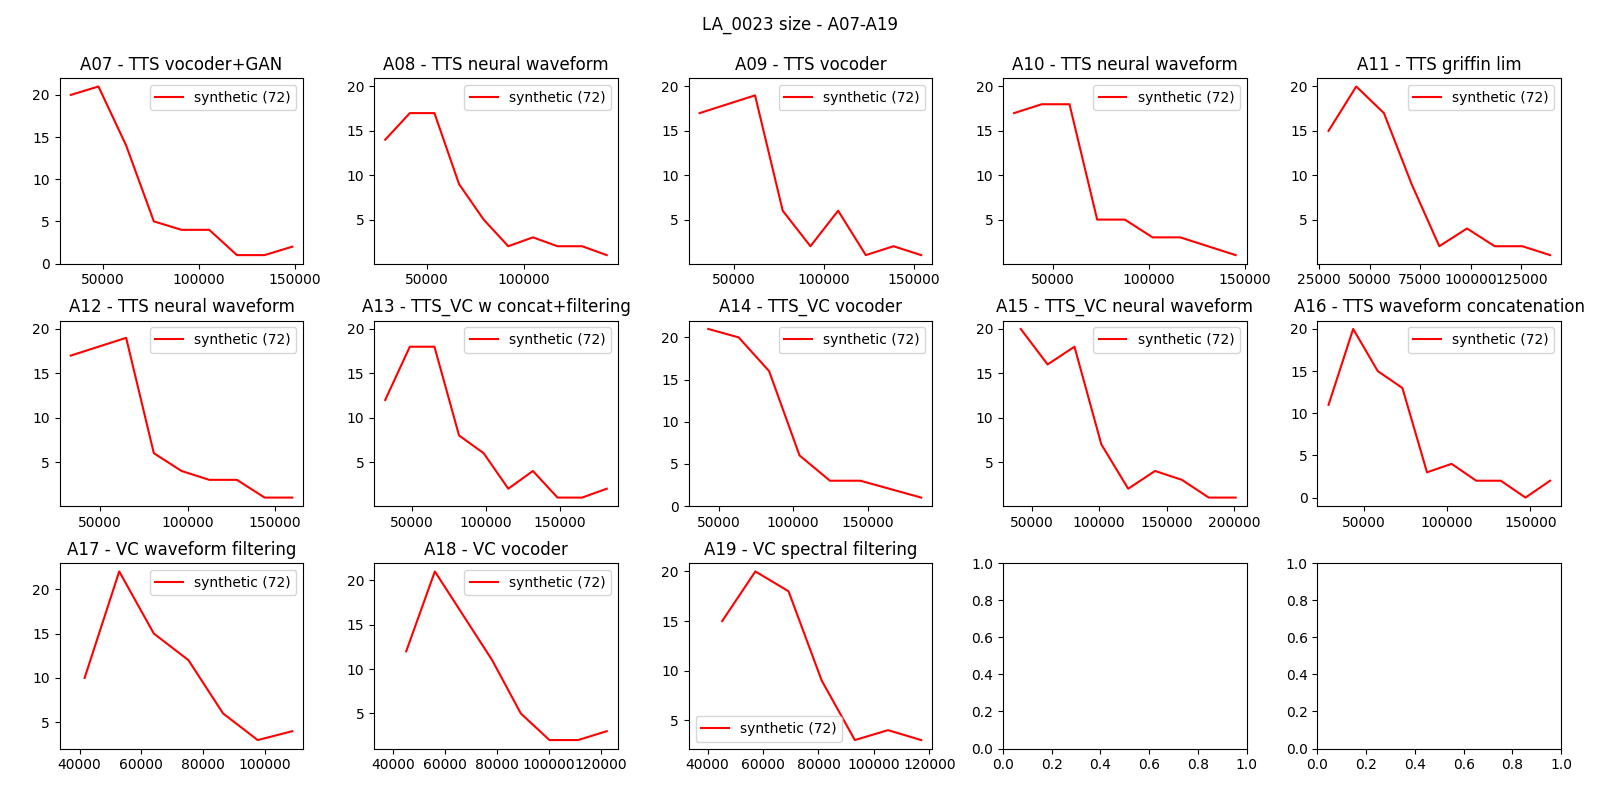 LA_0023 size - A07-A19
A07 - TTS vocoder+GAN
A08 - TTS neural waveform
A09 - TTS vocoder
A10 - TTS neural waveform
A11 - TTS griffin lim
synthetic (72)
synthetic (72)
synthetic (72)
synthetic (72)
synthetic (72)
20
15
10
5
0
20
15
10
5
20
15
10
5
20
15
10
5
20
15
10
5
50000 100000 150000
50000 100000
50000 100000 150000
50000 100000 150000
25000 50000 75000 100000 125000
A12 - TTS neural waveform
A13 - TTS_VC w concat+filtering
A14 - TTS_VC vocoder
A15 - TTS_VC neural waveform
A16 - TTS waveform concatenation
synthetic (72)
synthetic (72)
synthetic (72)
synthetic (72)
synthetic (72)
20
15
10
5
20
15
10
5
20
15
10
5
0
20
15
10
5
20
15
10
5
0
50000 100000 150000
50000 100000 150000
50000 100000 150000
50000 100000 150000 200000
50000 100000 150000
A17 - VC waveform filtering
A18 - VC vocoder
A19 - VC spectral filtering
synthetic (72)
synthetic (72)
synthetic (72)
20
15
10
5
20
15
10
5
20
15
10
5
1.0
0.8
0.6
0.4
0.2
0.0
1.0
0.8
0.6
0.4
0.2
0.0
40000 60000 80000 100000
40000 60000 80000 100000 120000
40000 60000 80000 100000 120000
0.0 0.2 0.4 0.6 0.8 1.0
0.0 0.2 0.4 0.6 0.8 1.0